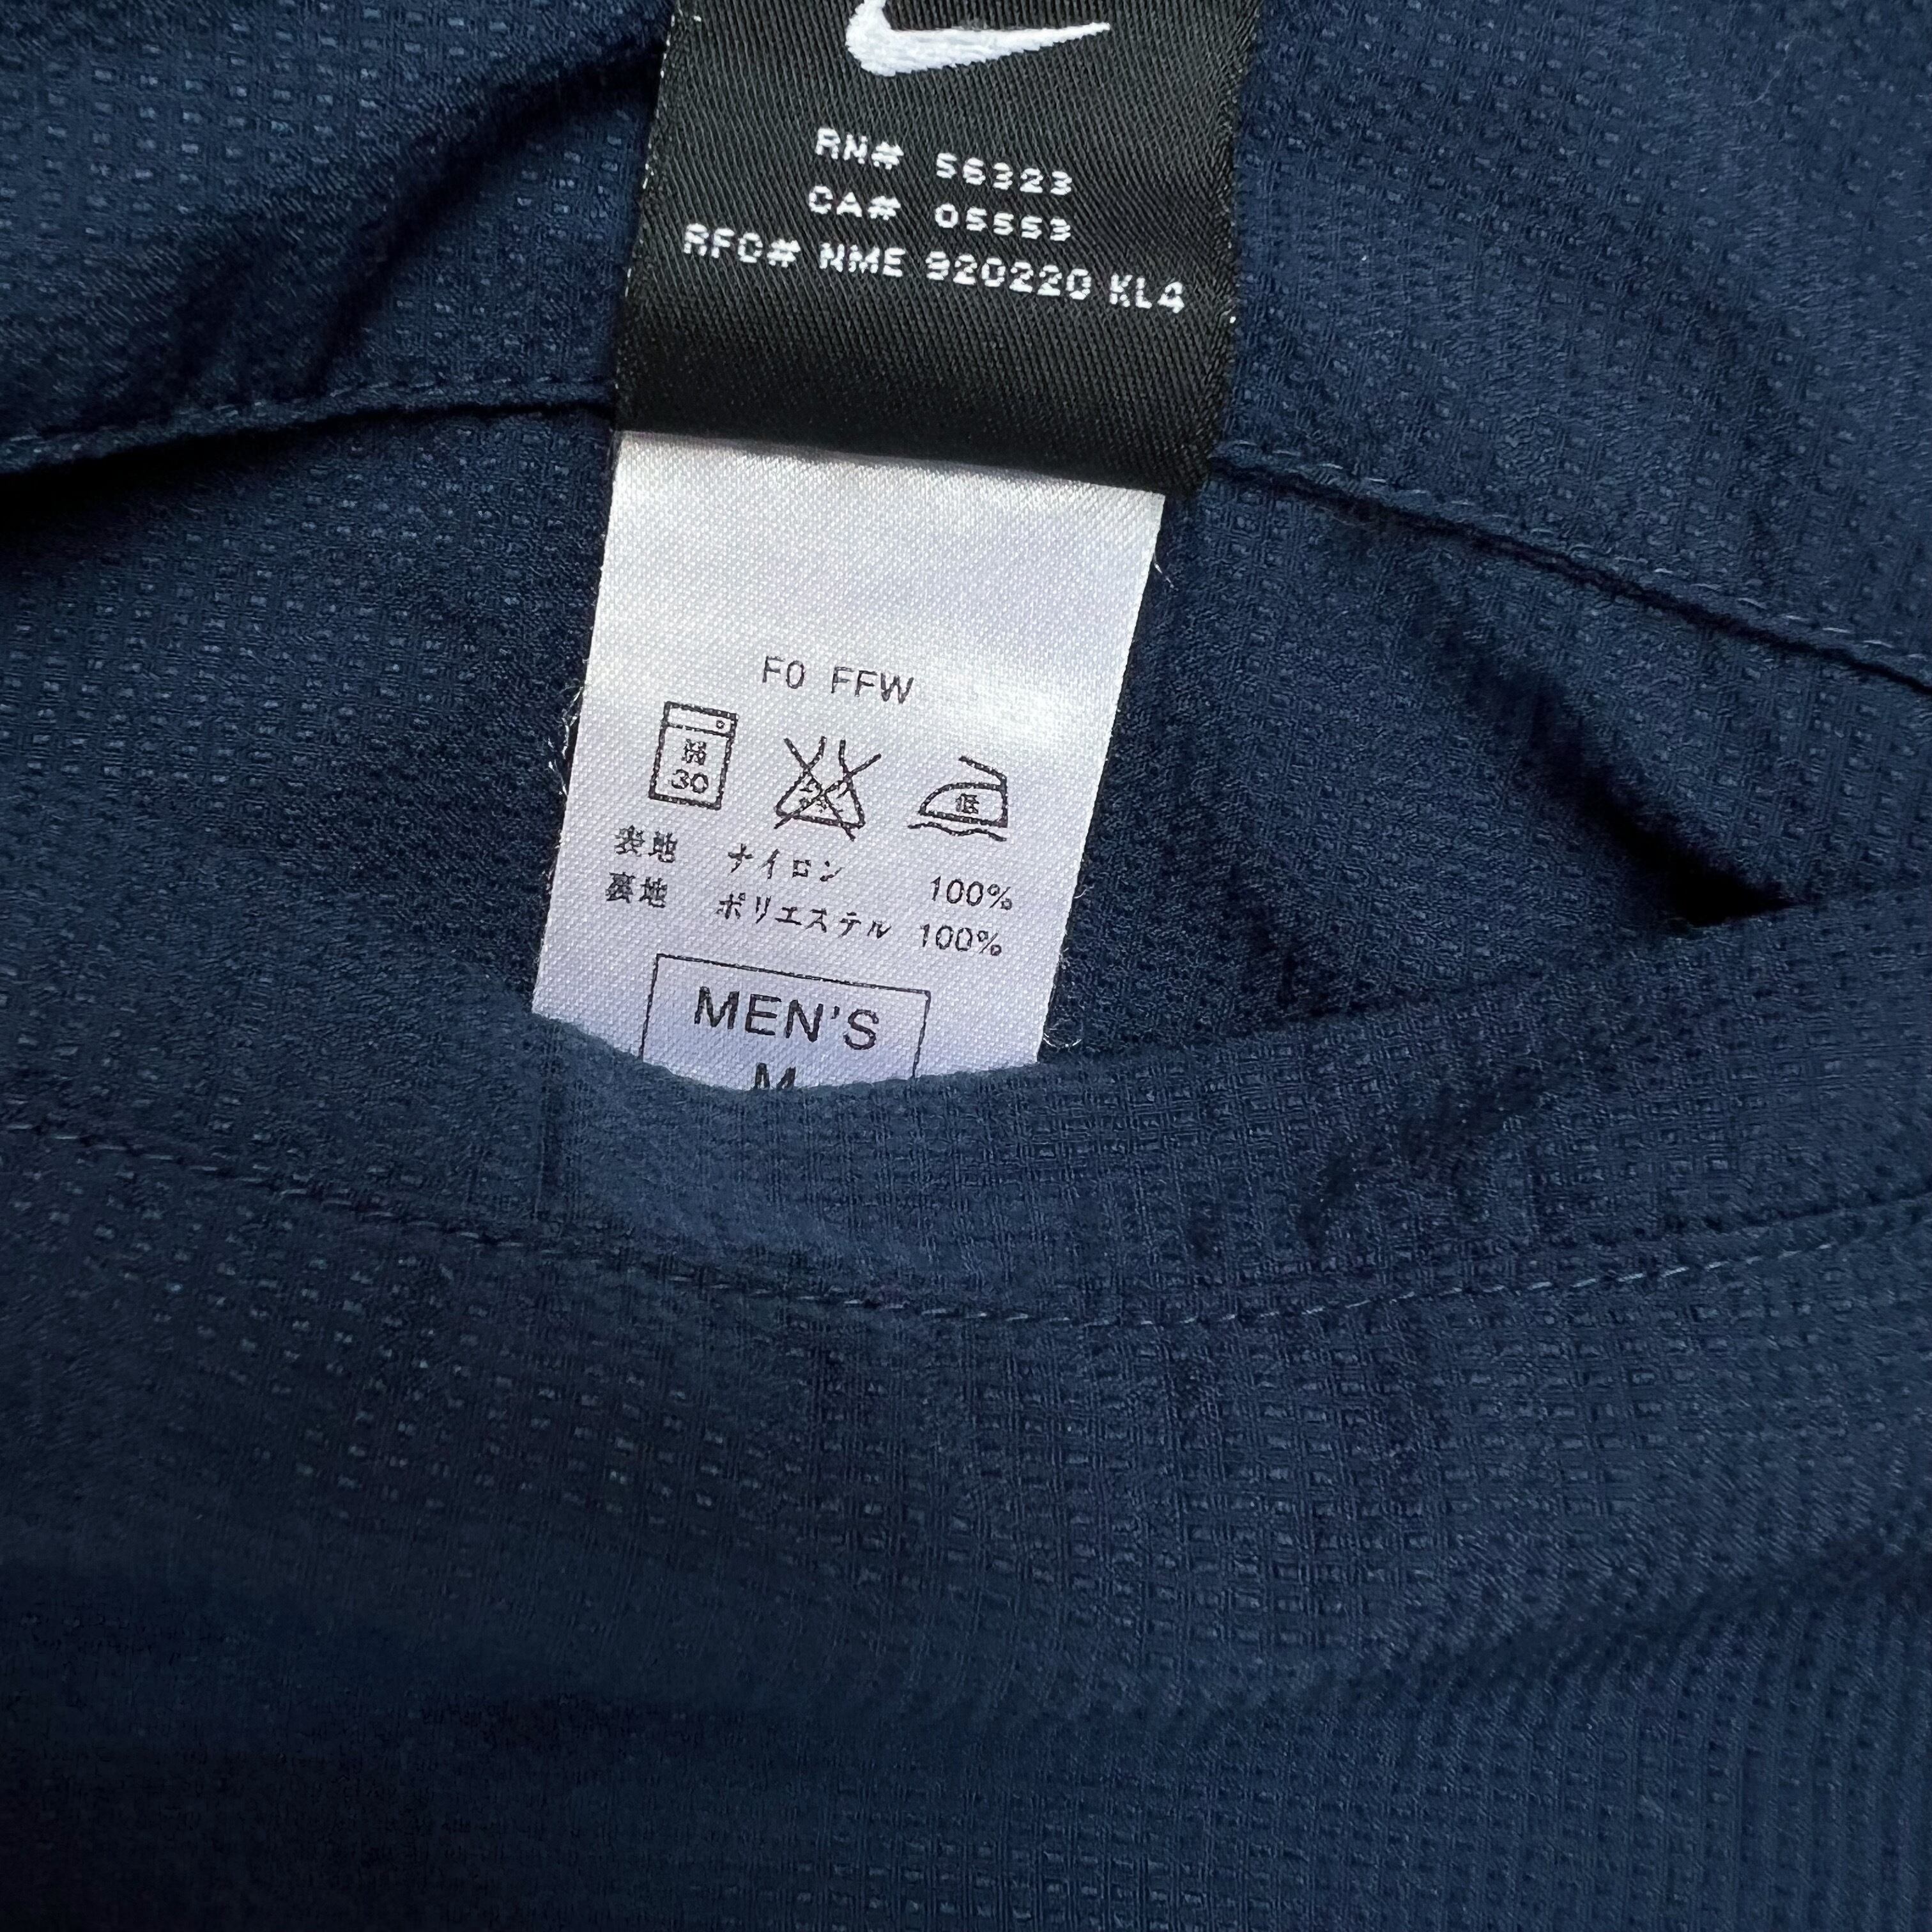 RN# 56323
CA# 05553
RFC# NME 920220 KL4
F0 FFW
30
低
表地 ナイロン 100%
裏地 ポリエステル 100%
MEN'S
M